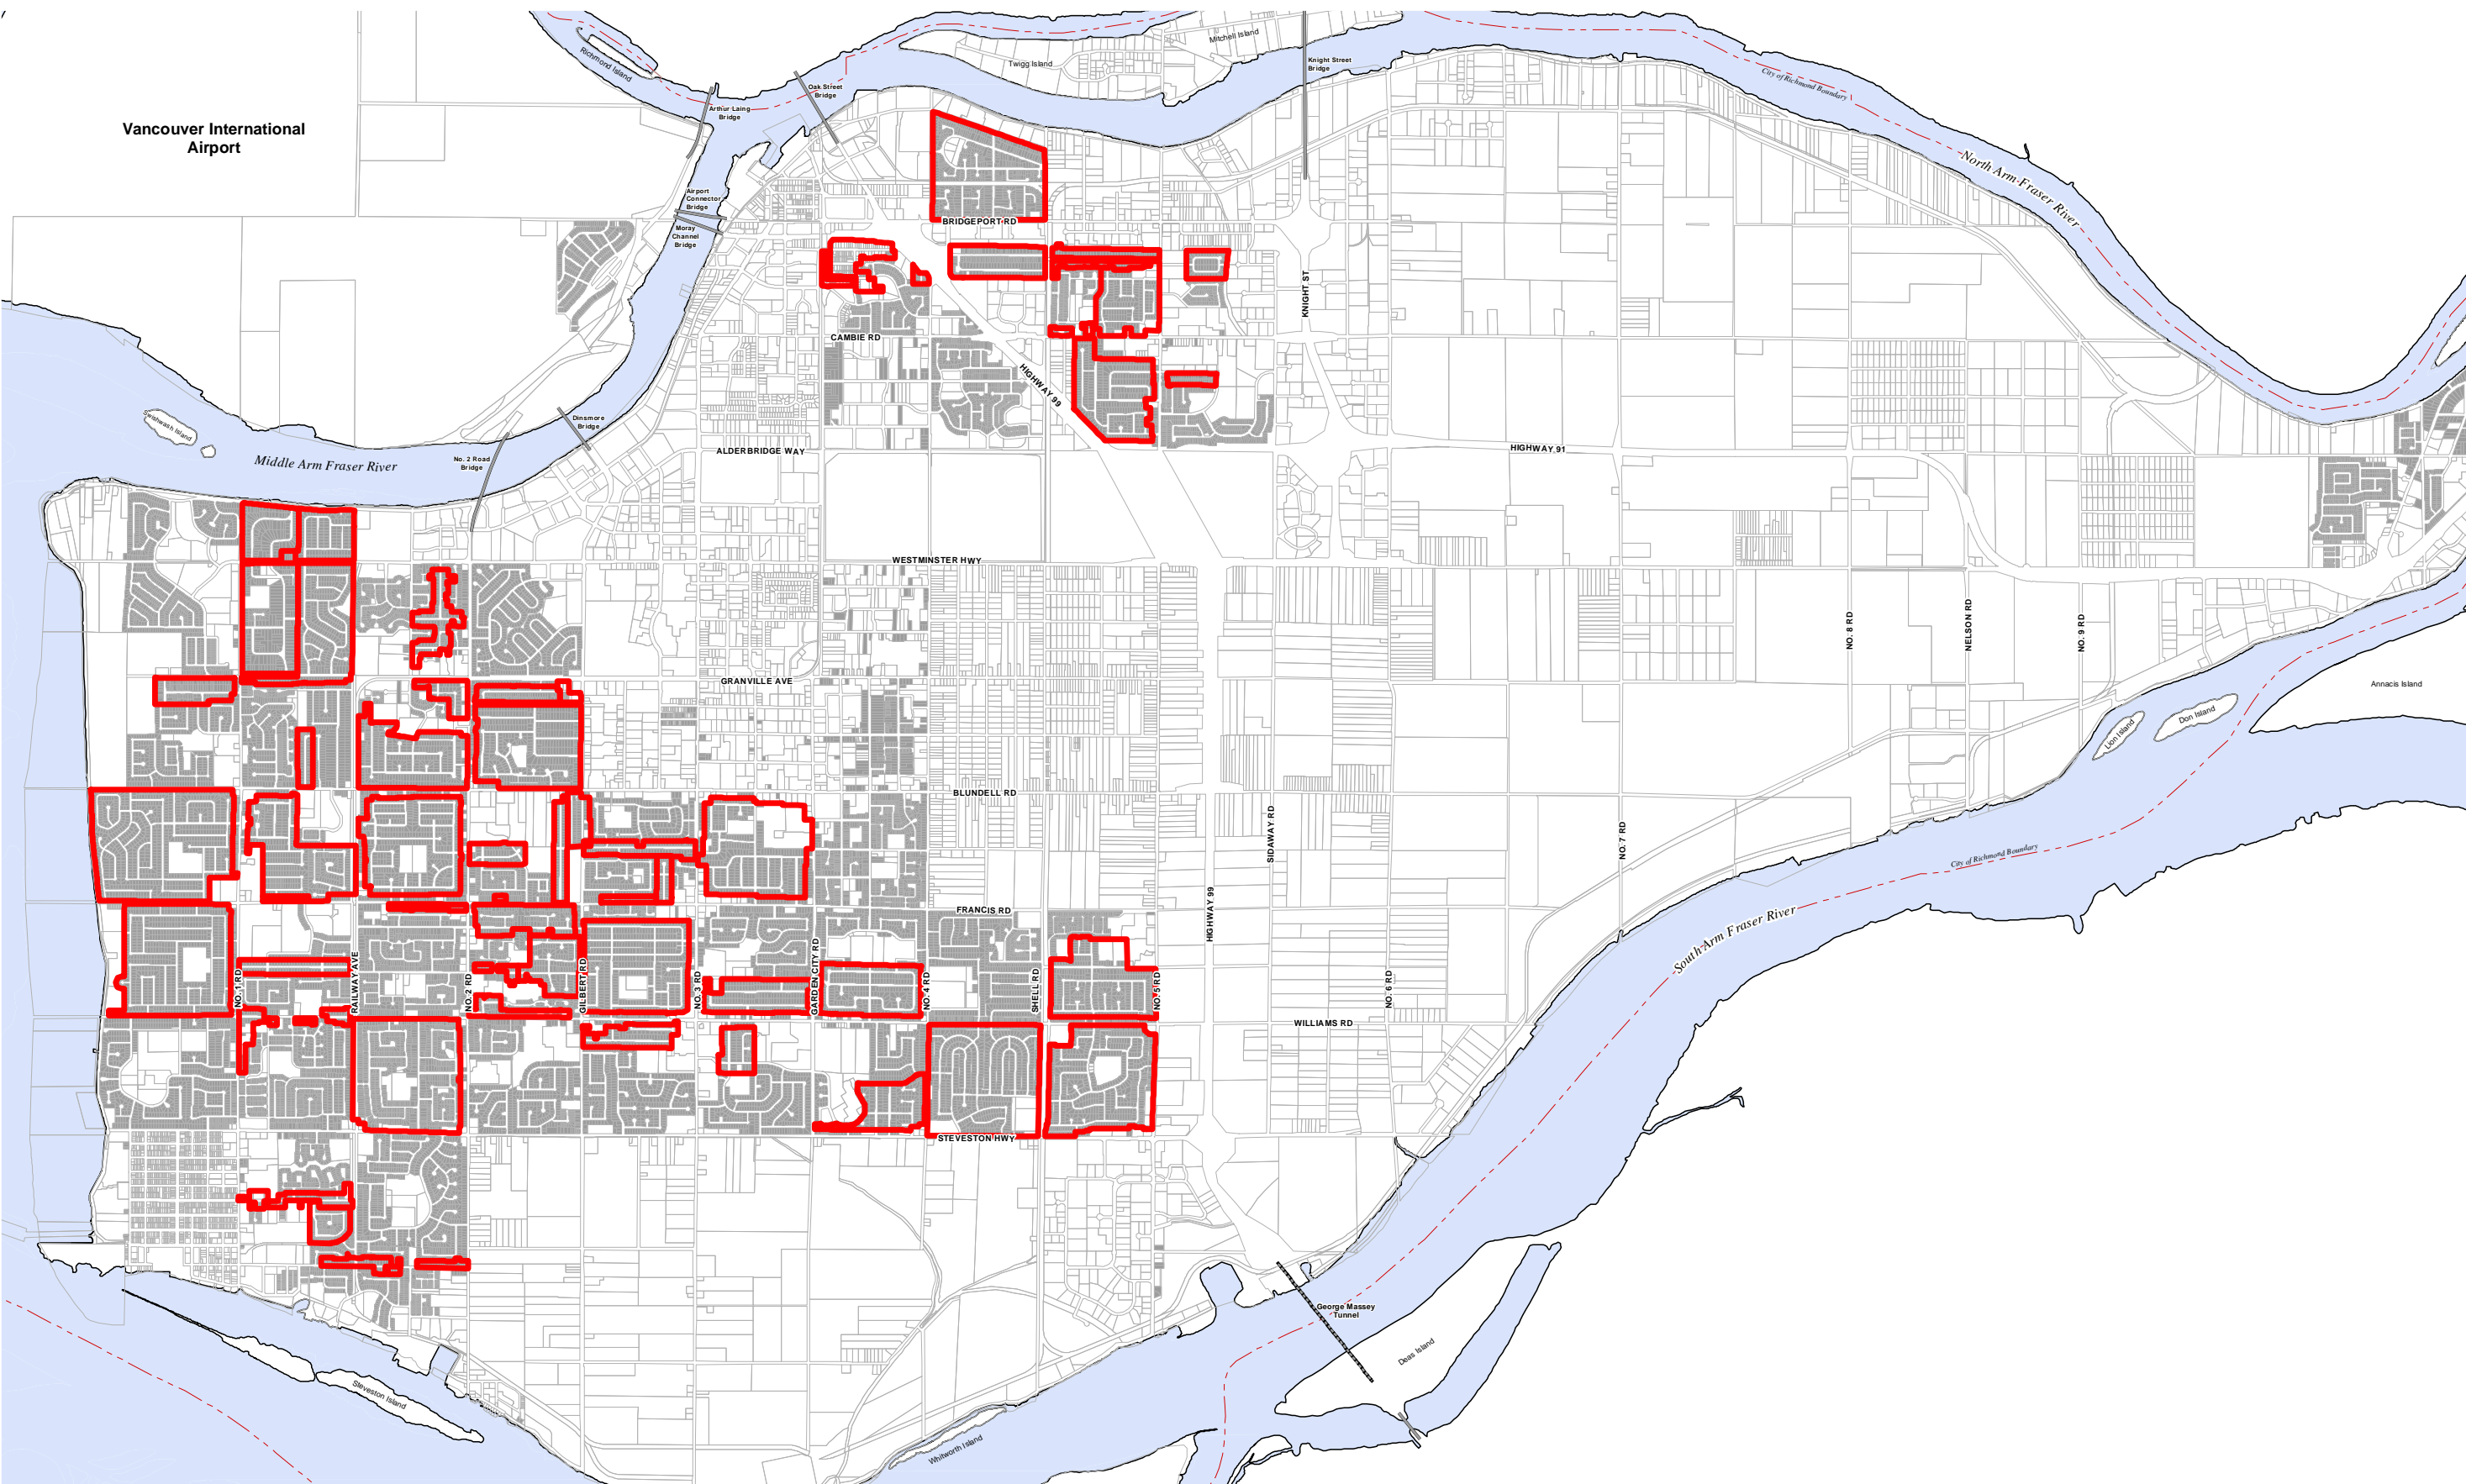 Richmond Island
Mitchell Island
Twigg Island
Knight Street
Bridge
City of Richmond Boundary
Oak Street
Bridge
Arthur Laing
Bridge
Vancouver International
Airport
North Arm Fraser River
Airport
Connector
Bridge
Moray
Channel
Bridge
BRIDGEPORT RD
KNIGHT ST
CAMBIE RD
HIGHWAY 99
Swishwash Island
Dinsmore
Bridge
No. 2 Road
Bridge
Middle Arm Fraser River
ALDERBRIDGE WAY
HIGHWAY 91
WESTMINSTER HWY
NO. 8 RD
NELSON RD
NO. 9 RD
GRANVILLE AVE
Annacis Island
Don Island
Lion Island
BLUNDELL RD
SIDAWAY RD
NO. 7 RD
City of Richmond Boundary
HIGHWAY 99
FRANCIS RD
South Arm Fraser River
NO. 1 RD
RAILWAY AVE
NO. 2 RD
GILBERT RD
NO. 3 RD
GARDEN CITY RD
NO. 4 RD
SHELL RD
NO. 5 RD
NO. 6 RD
WILLIAMS RD
STEVESTON HWY
George Massey
Tunnel
Deas Island
Steveston Island
Whitworth Island